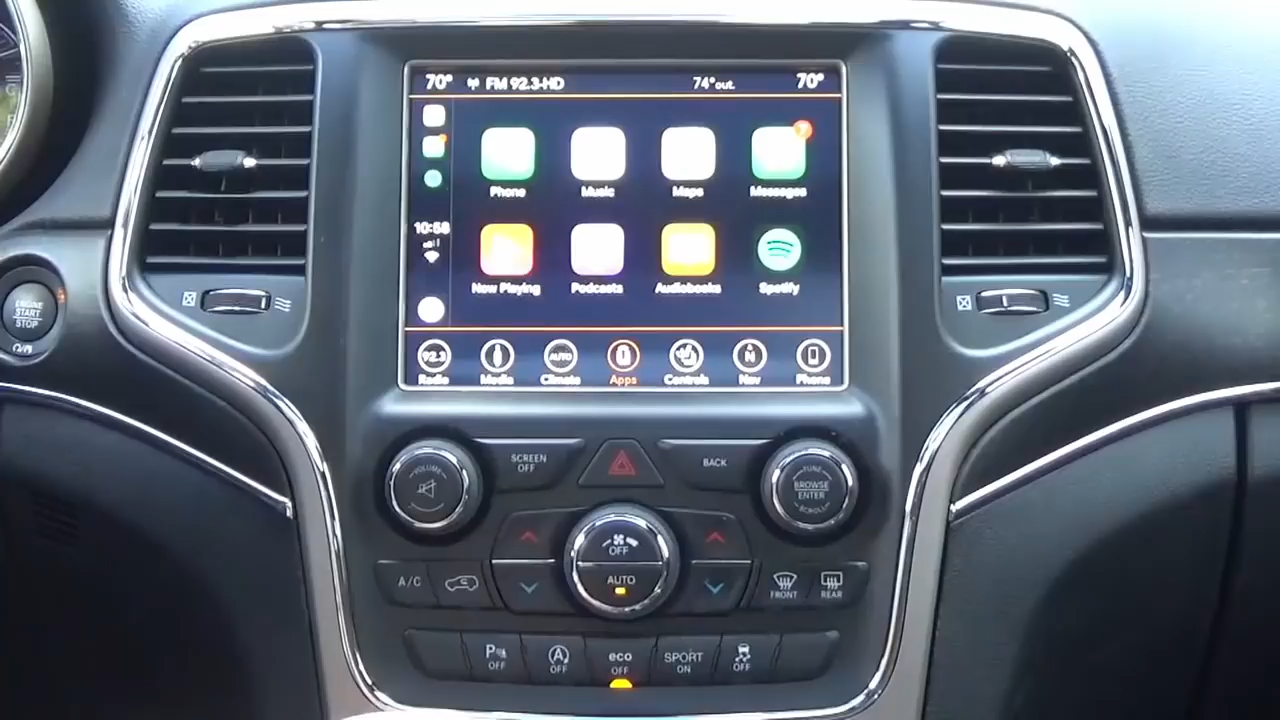 70° FM 92.3-HD 74°out. 70°
7
Phone Music Maps Messages
10:58
Now Playing Podcasts Audiobooks Spotify
92.3 AUTO N
Radio Media Climate Apps Controls Nav Phone
ENGINE
START
STOP
VOLUME
SCREEN
OFF
BACK
TUNE
BROWSE
ENTER
SCROLL
OFF
AUTO
A/C
FRONT REAR
P OFF
A OFF
eco
OFF
SPORT
ON
OFF